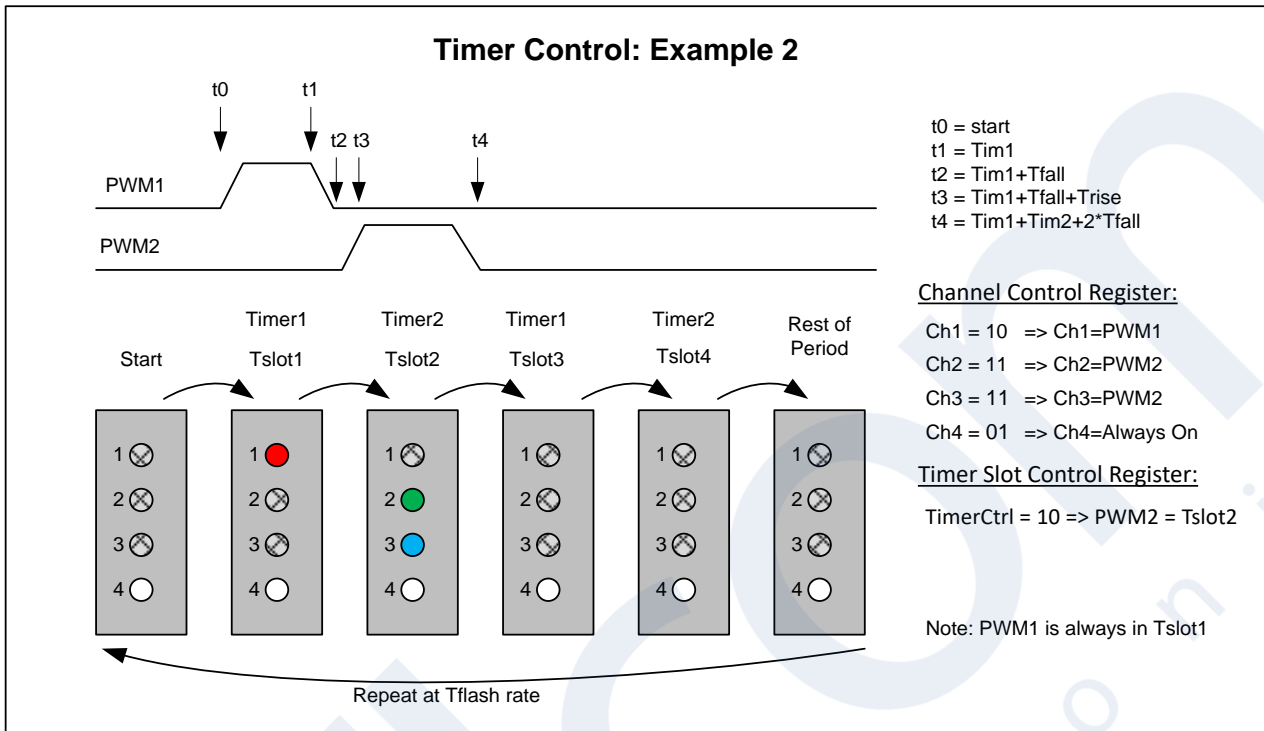 Timer Control: Example 2
t0
t1
t2
t3
t4
PWM1
PWM2
t0 = start
t1 = Tim1
t2 = Tim1+Tfall
t3 = Tim1+Tfall+Trise
t4 = Tim1+Tim2+2*Tfall
Channel Control Register:
Ch1 = 10 => Ch1=PWM1
Ch2 = 11 => Ch2=PWM2
Ch3 = 11 => Ch3=PWM2
Ch4 = 01 => Ch4=Always On
Timer Slot Control Register:
TimerCtrl = 10 => PWM2 = Tslot2
Note: PWM1 is always in Tslot1
Start
Timer1
Tslot1
Timer2
Tslot2
Timer1
Tslot3
Timer2
Tslot4
Rest of
Period
1
2
3
4
1
2
3
4
1
2
3
4
1
2
3
4
1
2
3
4
1
2
3
4
Repeat at Tflash rate